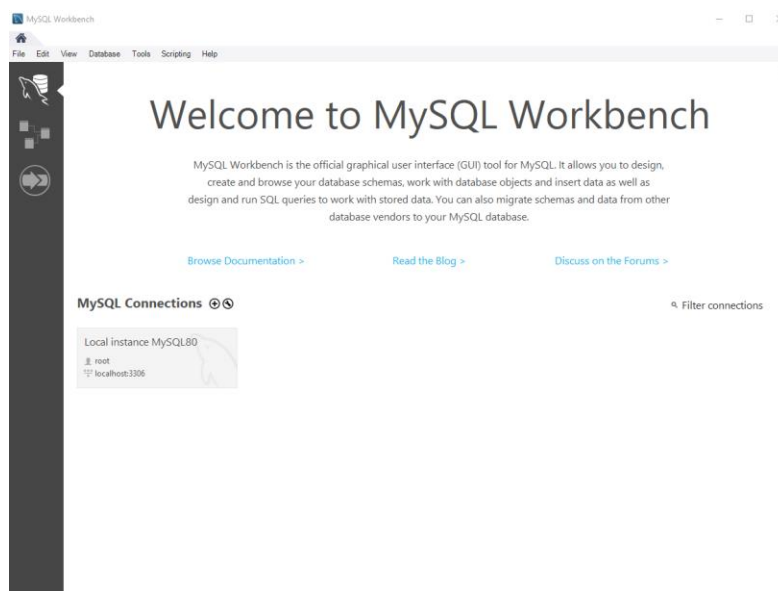 MySQL Workbench
File Edit View Database Tools Scripting Help
Welcome to MySQL Workbench
MySQL Workbench is the official graphical user interface (GUI) tool for MySQL. It allows you to design,
create and browse your database schemas, work with database objects and insert data as well as
design and run SQL queries to work with stored data. You can also migrate schemas and data from other
database vendors to your MySQL database.
Browse Documentation > Read the Blog > Discuss on the Forums >
MySQL Connections Filter connections
Local instance MySQL80
root
localhost:3306